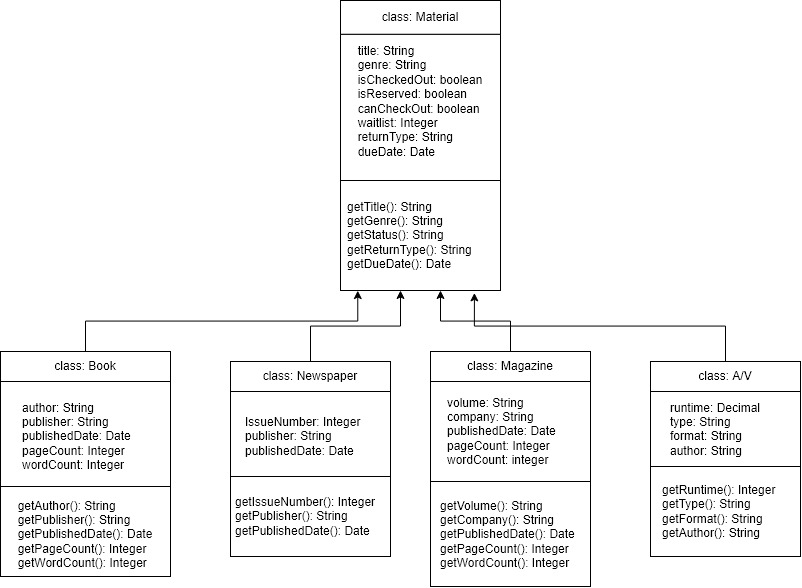 class: Material
title: String
genre: String
isCheckedOut: boolean
isReserved: boolean
canCheckOut: boolean
waitlist: Integer
returnType: String
dueDate: Date
getTitle(): String
getGenre(): String
getStatus(): String
getReturnType(): String
getDueDate(): Date
class: Book
author: String
publisher: String
publishedDate: Date
pageCount: Integer
wordCount: Integer
getAuthor(): String
getPublisher(): String
getPublishedDate(): Date
getPageCount(): Integer
getWordCount(): Integer
class: Newspaper
IssueNumber: Integer
publisher: String
publishedDate: Date
getIssueNumber(): Integer
getPublisher(): String
getPublishedDate(): Date
class: Magazine
volume: String
company: String
publishedDate: Date
pageCount: Integer
wordCount: integer
getVolume(): String
getCompany(): String
getPublishedDate: Date
getPageCount(): Integer
getWordCount(): Integer
class: A/V
runtime: Decimal
type: String
format: String
author: String
getRuntime(): Integer
getType(): String
getFormat(): String
getAuthor(): String